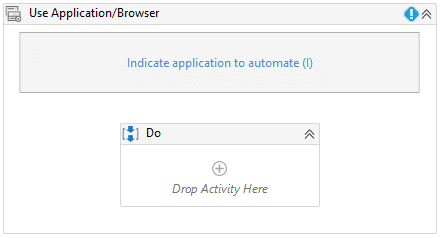 Use Application/Browser
Indicate application to automate (I)
Do
Drop Activity Here